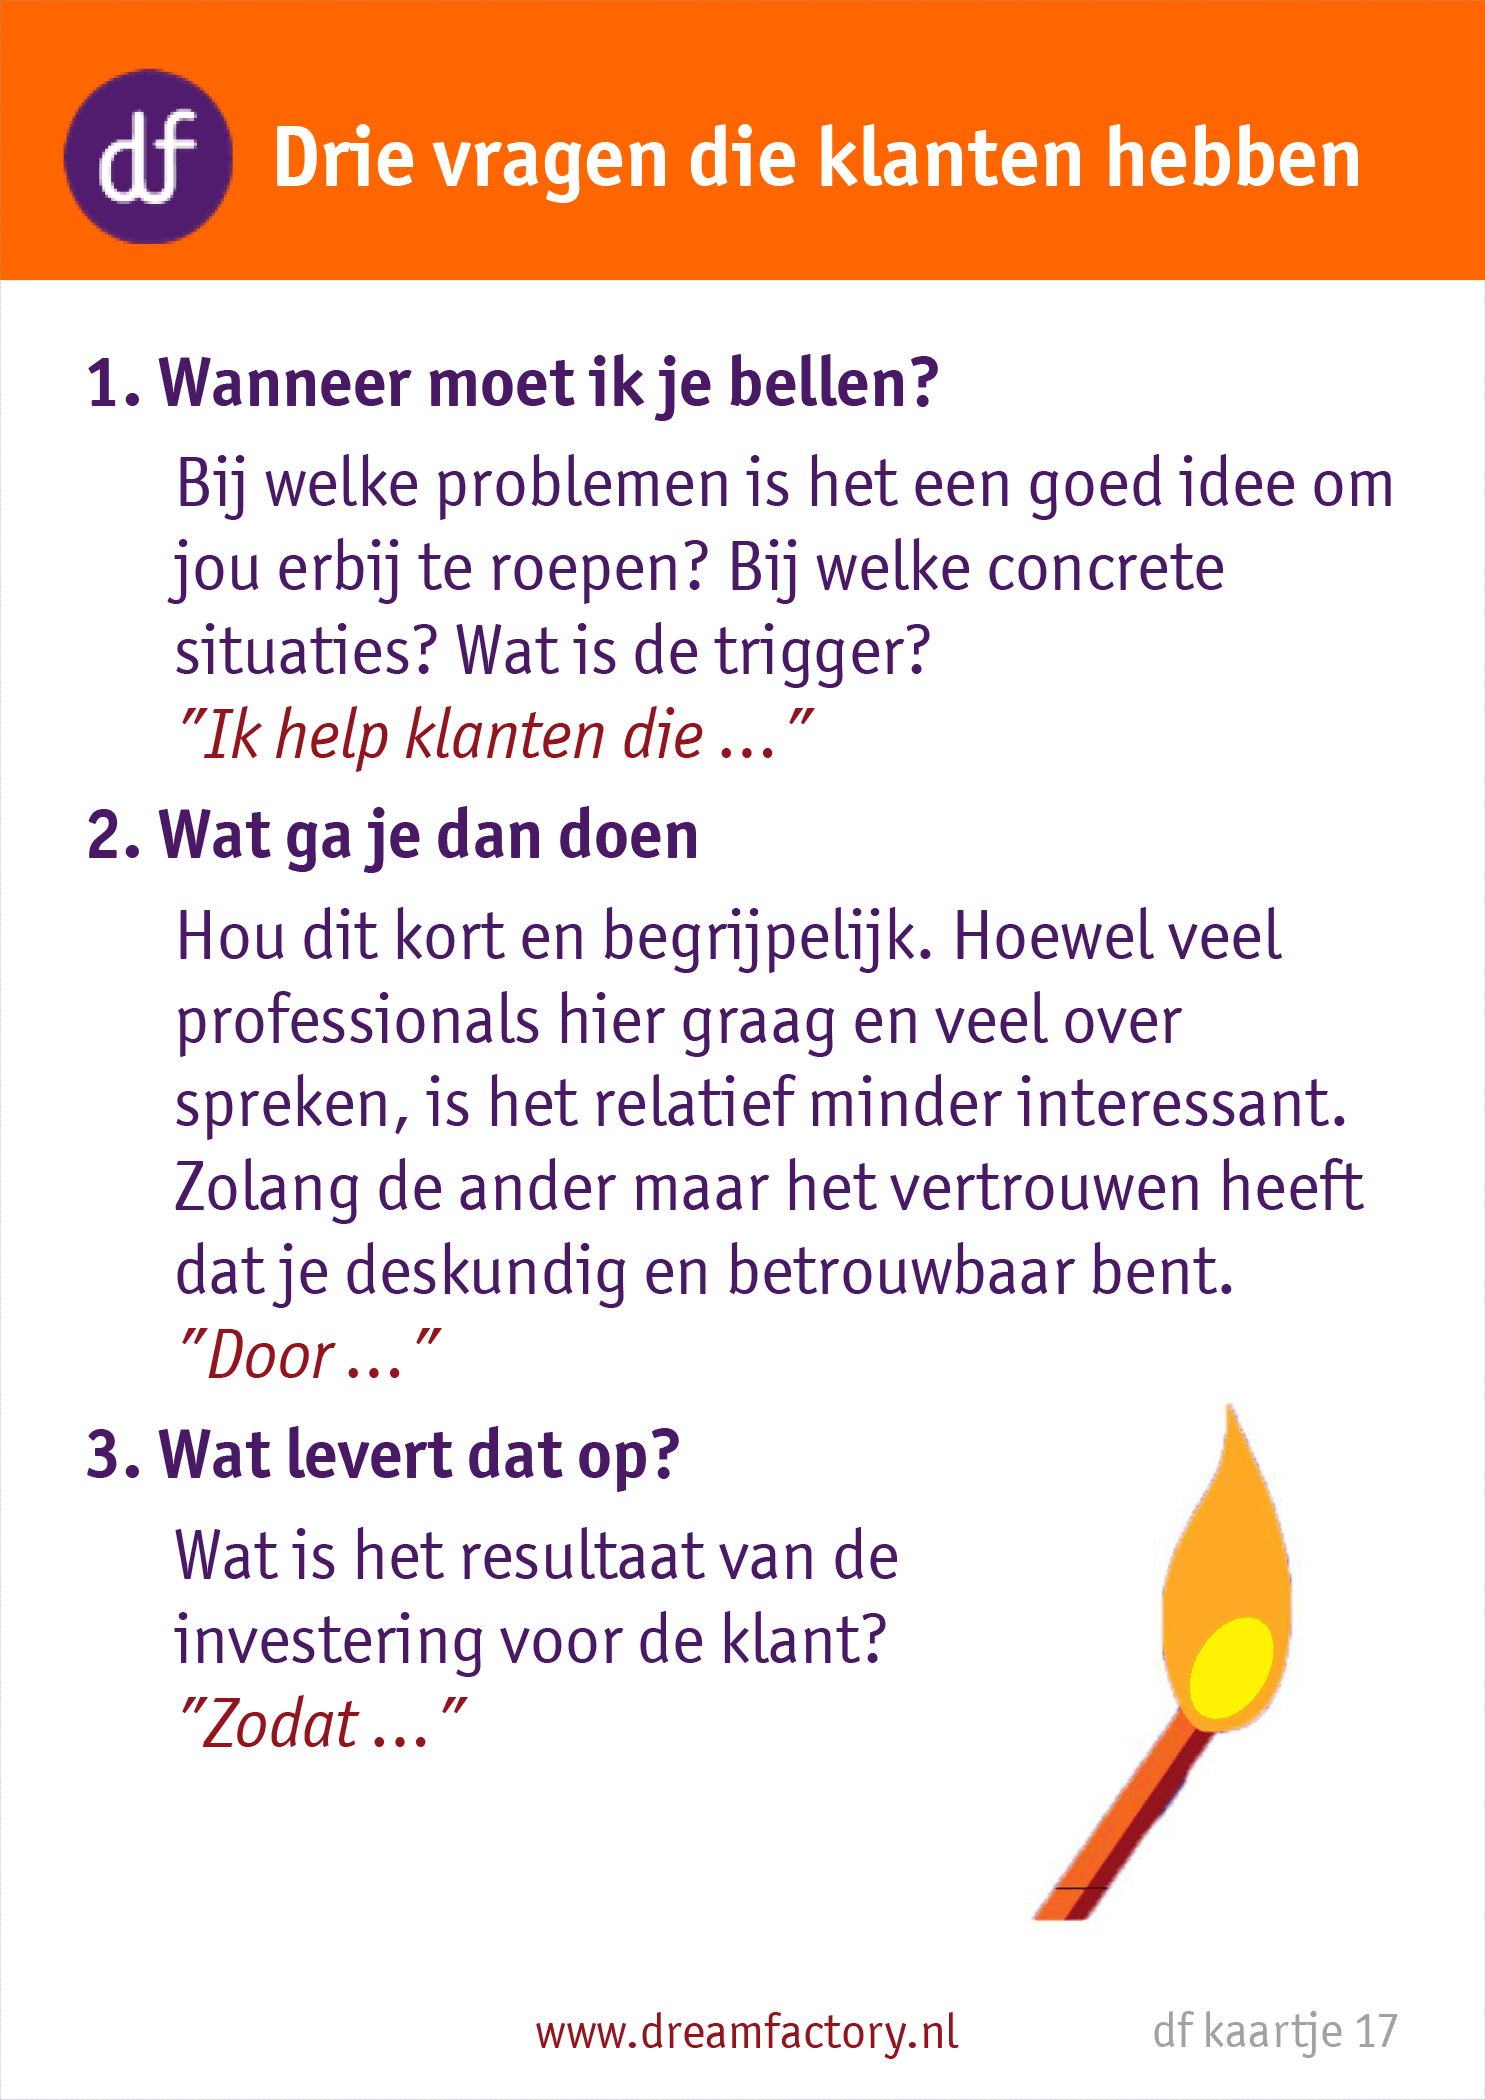 df
Drie vragen die klanten hebben
1. Wanneer moet ik je bellen?
Bij welke problemen is het een goed idee om
jou erbij te roepen? Bij welke concrete
situaties? Wat is de trigger?
"Ik help klanten die ..."
2. Wat ga je dan doen
Hou dit kort en begrijpelijk. Hoewel veel
professionals hier graag en veel over
spreken, is het relatief minder interessant.
Zolang de ander maar het vertrouwen heeft
dat je deskundig en betrouwbaar bent.
"Door ..."
3. Wat levert dat op?
Wat is het resultaat van de
investering voor de klant?
"Zodat ..."
www.dreamfactory.nl
df kaartje 17